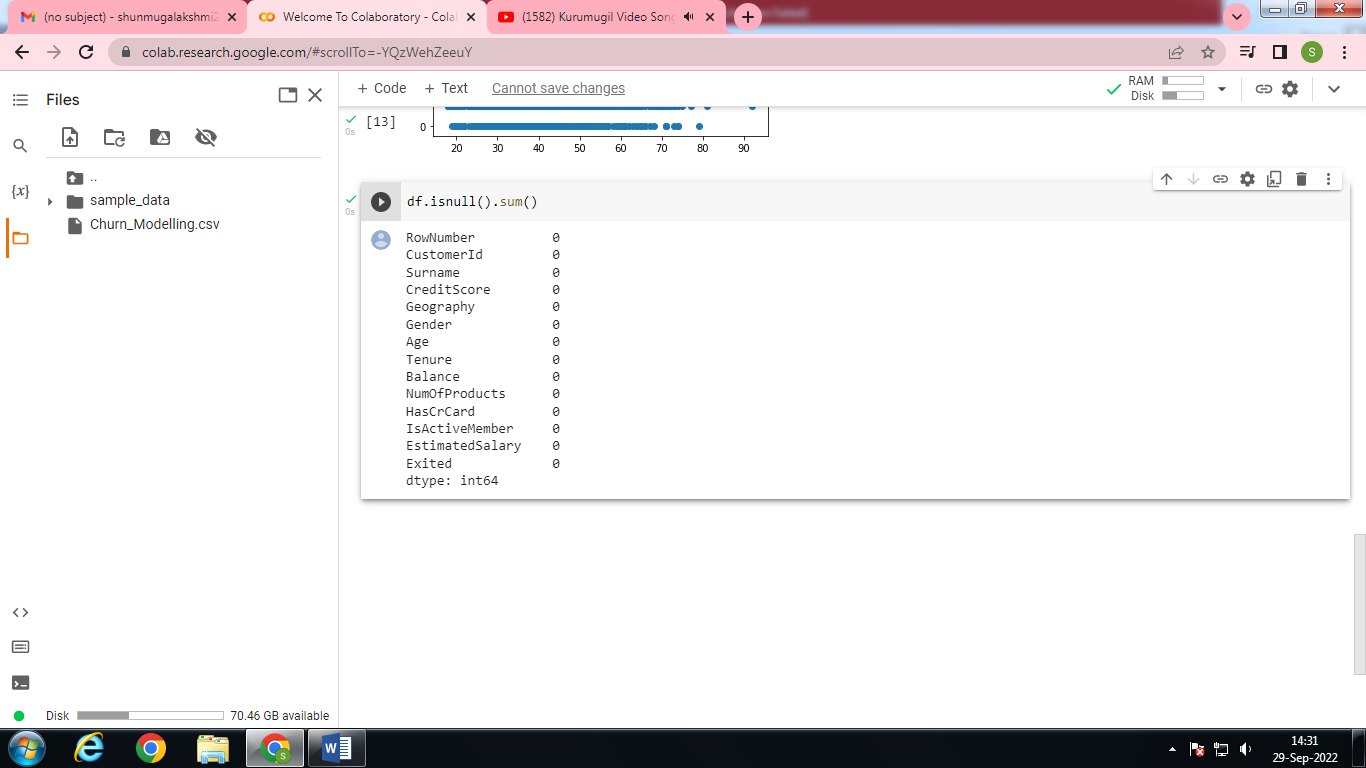 (no subject) - shunmugalakshmi2
Welcome To Colaboratory - Colab
(1582) Kurumugil Video Song
colab.research.google.com/#scrollTo=-YQzWehZeeuY
S
Files
+ Code + Text Cannot save changes
RAM
Disk
{x}
..
sample_data
Churn_Modelling.csv
0s
[13]
0
20 30 40 50 60 70 80 90
0s
df.isnull().sum()
RowNumber 0
CustomerId 0
Surname 0
CreditScore 0
Geography 0
Gender 0
Age 0
Tenure 0
Balance 0
NumOfProducts 0
HasCrCard 0
IsActiveMember 0
EstimatedSalary 0
Exited 0
dtype: int64
Disk 70.46 GB available
S
W
14:31
29-Sep-2022